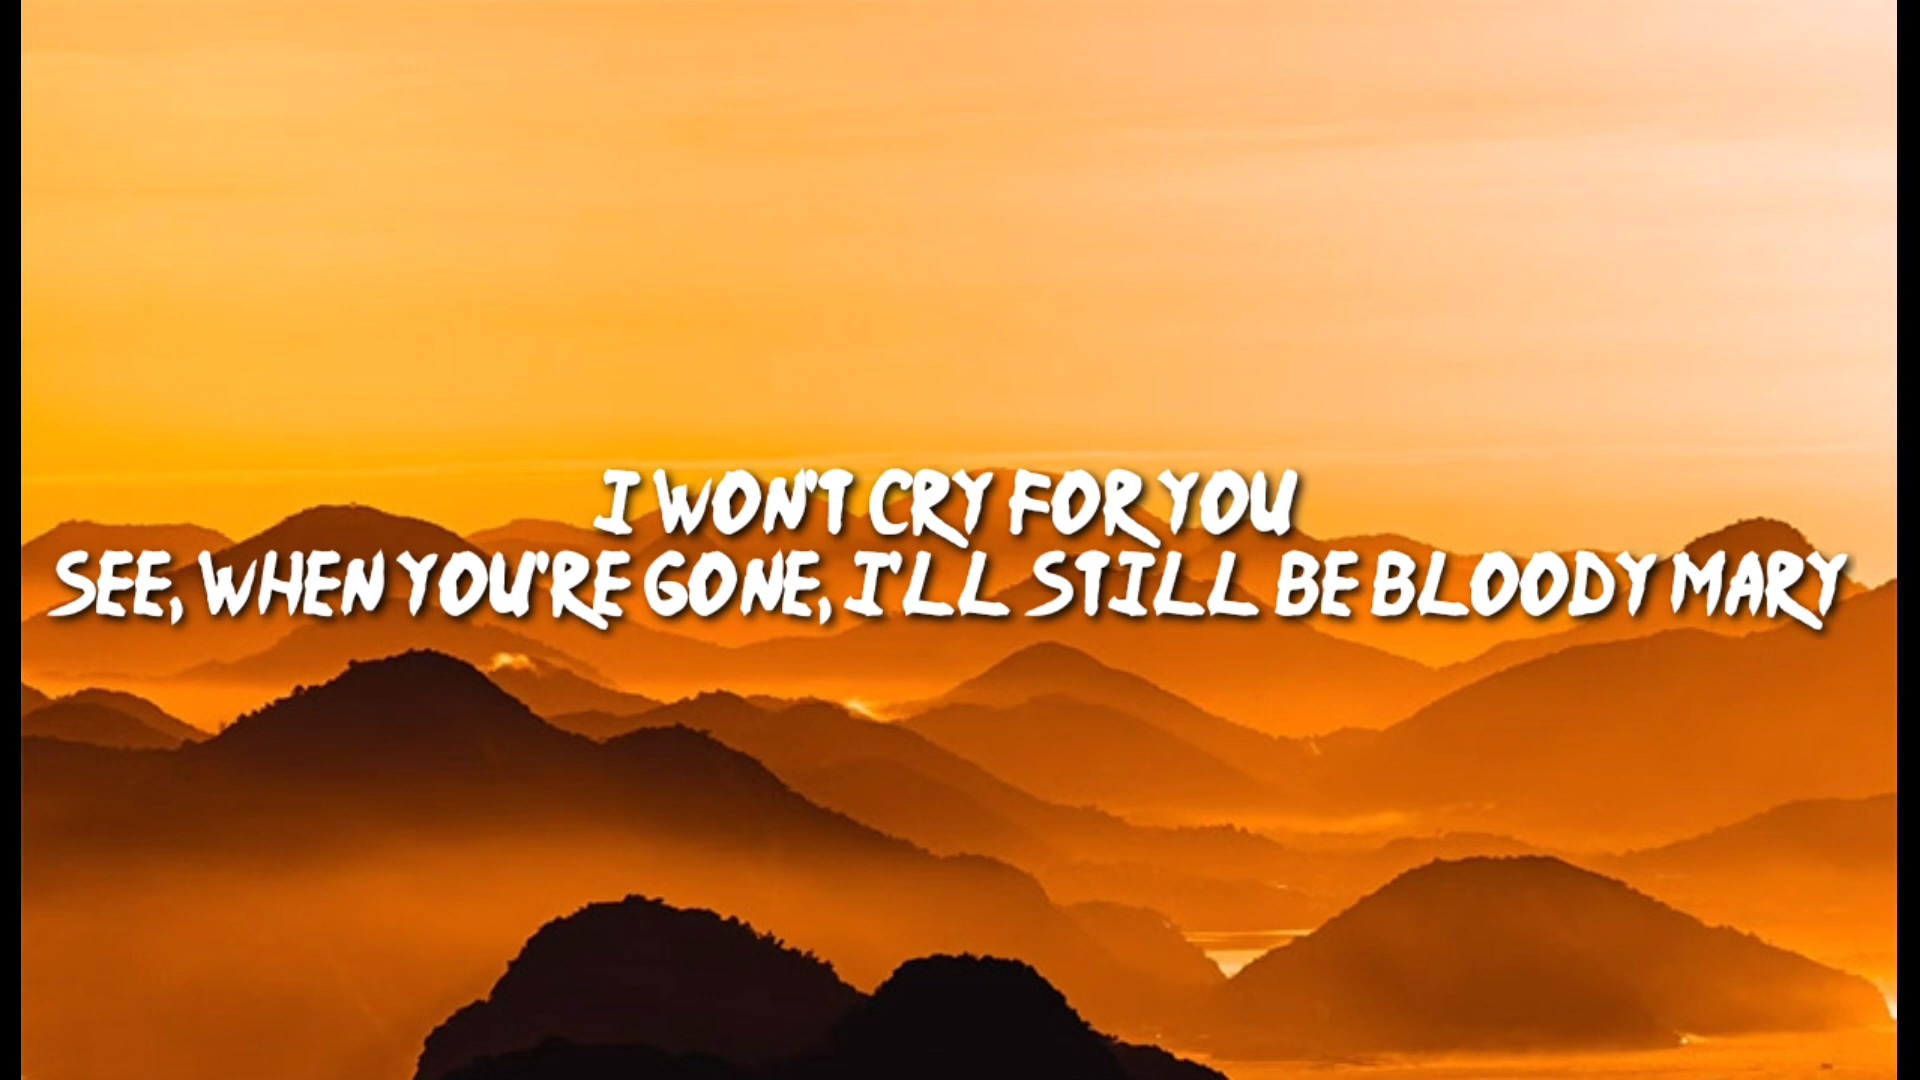 I WON'T CRY FOR YOU
SEE, WHEN YOU'RE GONE, I'LL STILL BE BLOODY MARY